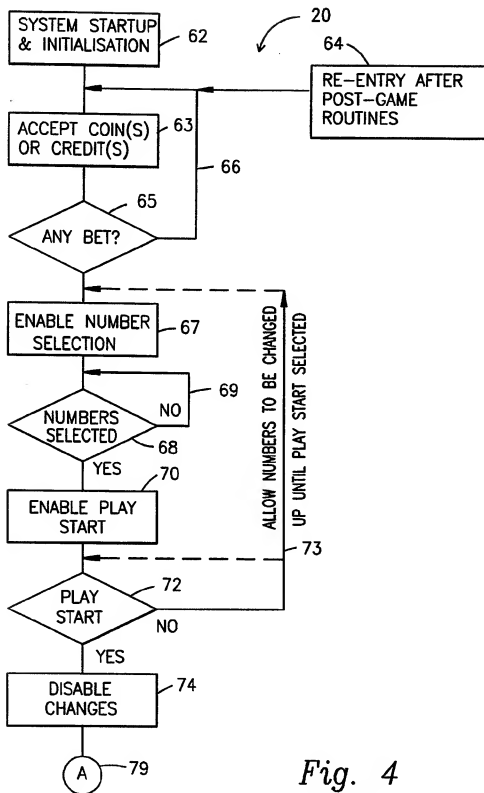 SYSTEM STARTUP
& INITIALISATION
62
20
64
RE-ENTRY AFTER
POST-GAME
ROUTINES
63
ACCEPT COIN(S)
OR CREDIT(S)
66
65
ANY BET?
ENABLE NUMBER
SELECTION
67
69
NUMBERS
SELECTED
NO
68
YES
70
ENABLE PLAY
START
ALLOW NUMBERS TO BE CHANGED
UP UNTIL PLAY START SELECTED
73
72
PLAY
START
NO
YES
74
DISABLE
CHANGES
A
79
Fig. 4